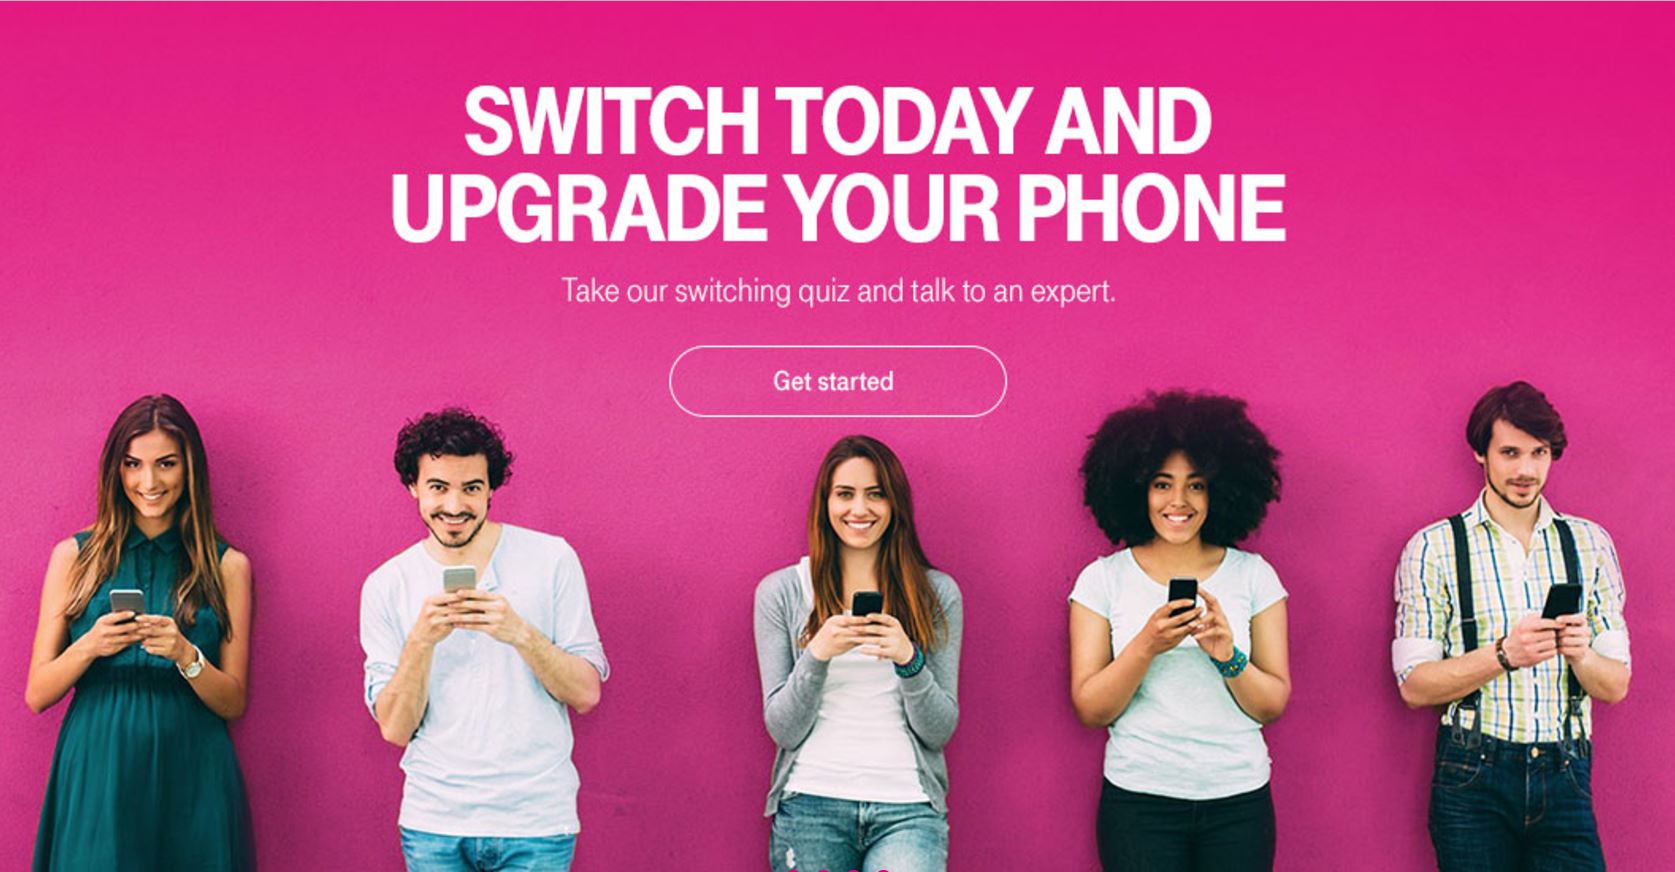 SWITCH TODAY AND
UPGRADE YOUR PHONE
Take our switching quiz and talk to an expert.
Get started